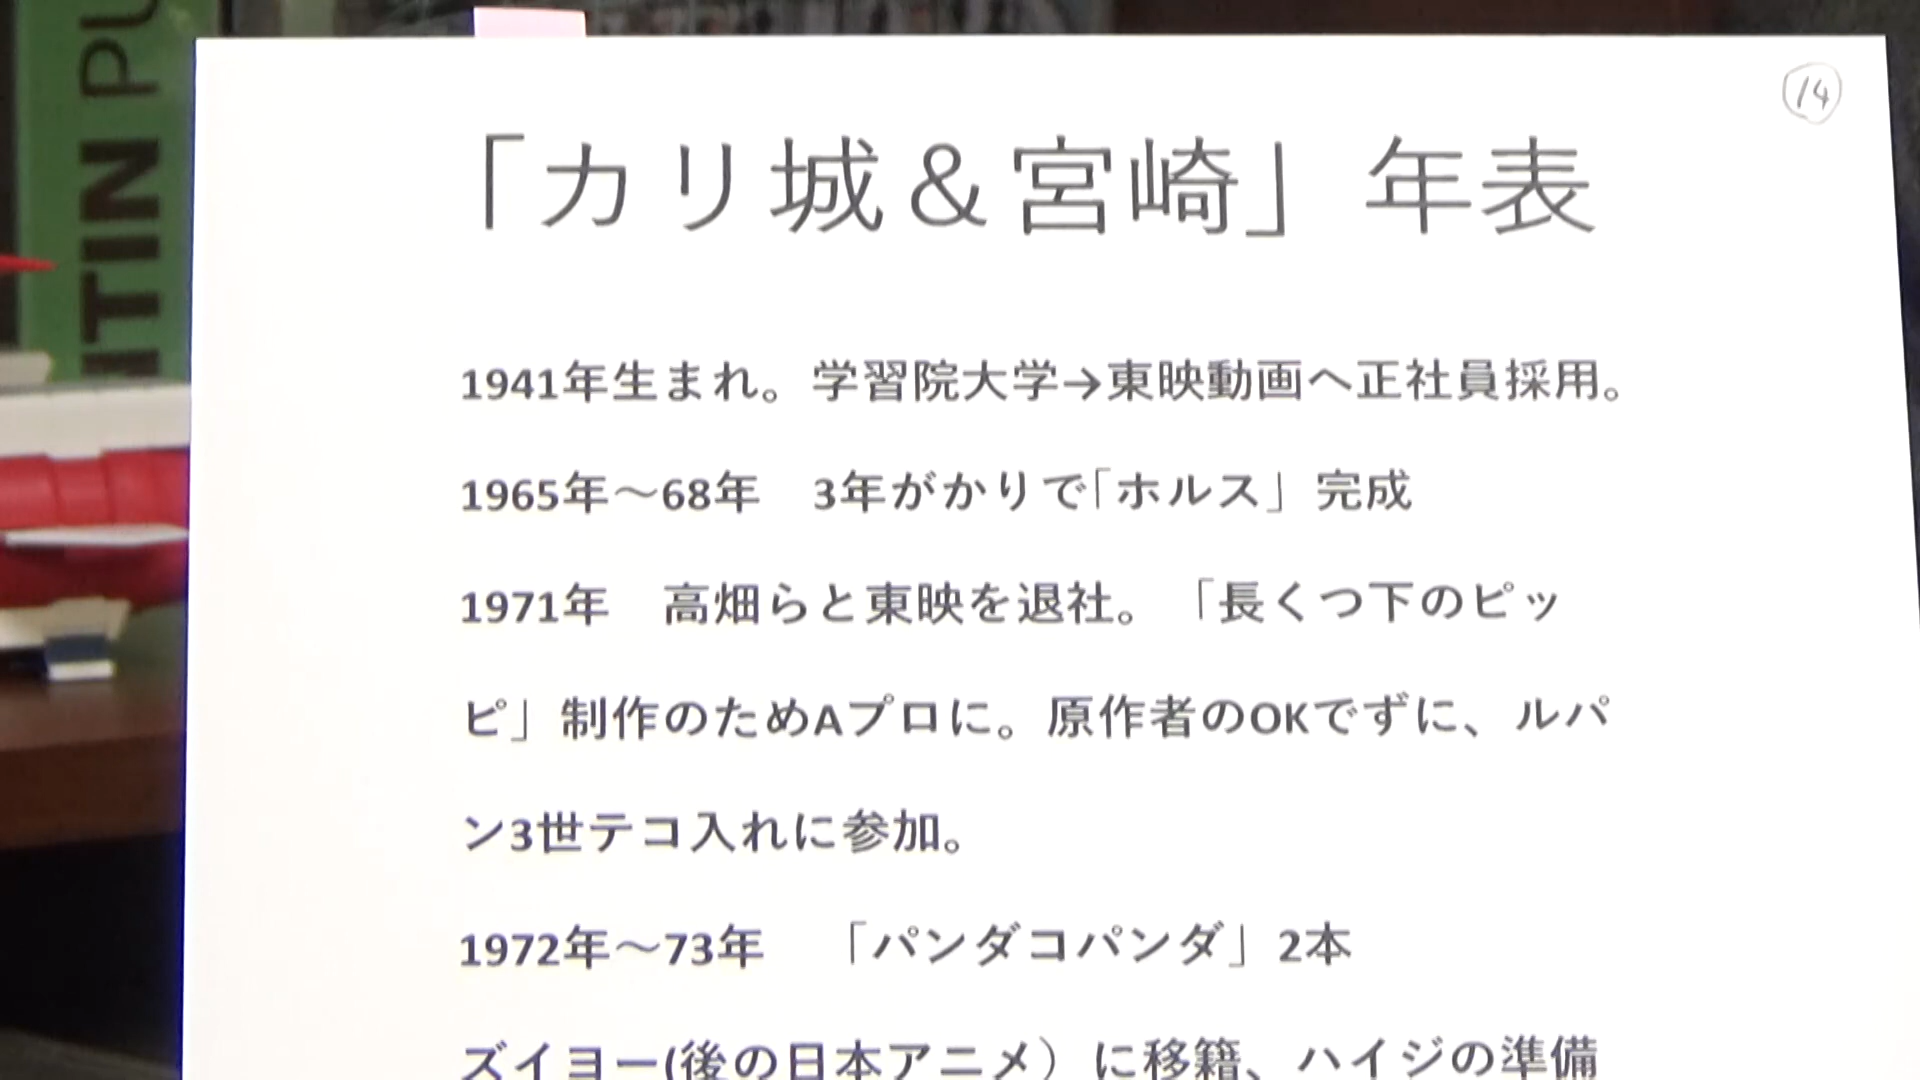 14
「カリ城＆宮崎」年表
1941年生まれ。学習院大学→東映動画へ正社員採用。
1965年～68年　3年がかりで「ホルス」完成
1971年　高畑らと東映を退社。「長くつ下のピッ
ピ」制作のためAプロに。原作者のOKでずに、ルパ
ン3世テコ入れに参加。
1972年～73年　「パンダコパンダ」2本
ズイヨー(後の日本アニメ）に移籍、ハイジの準備